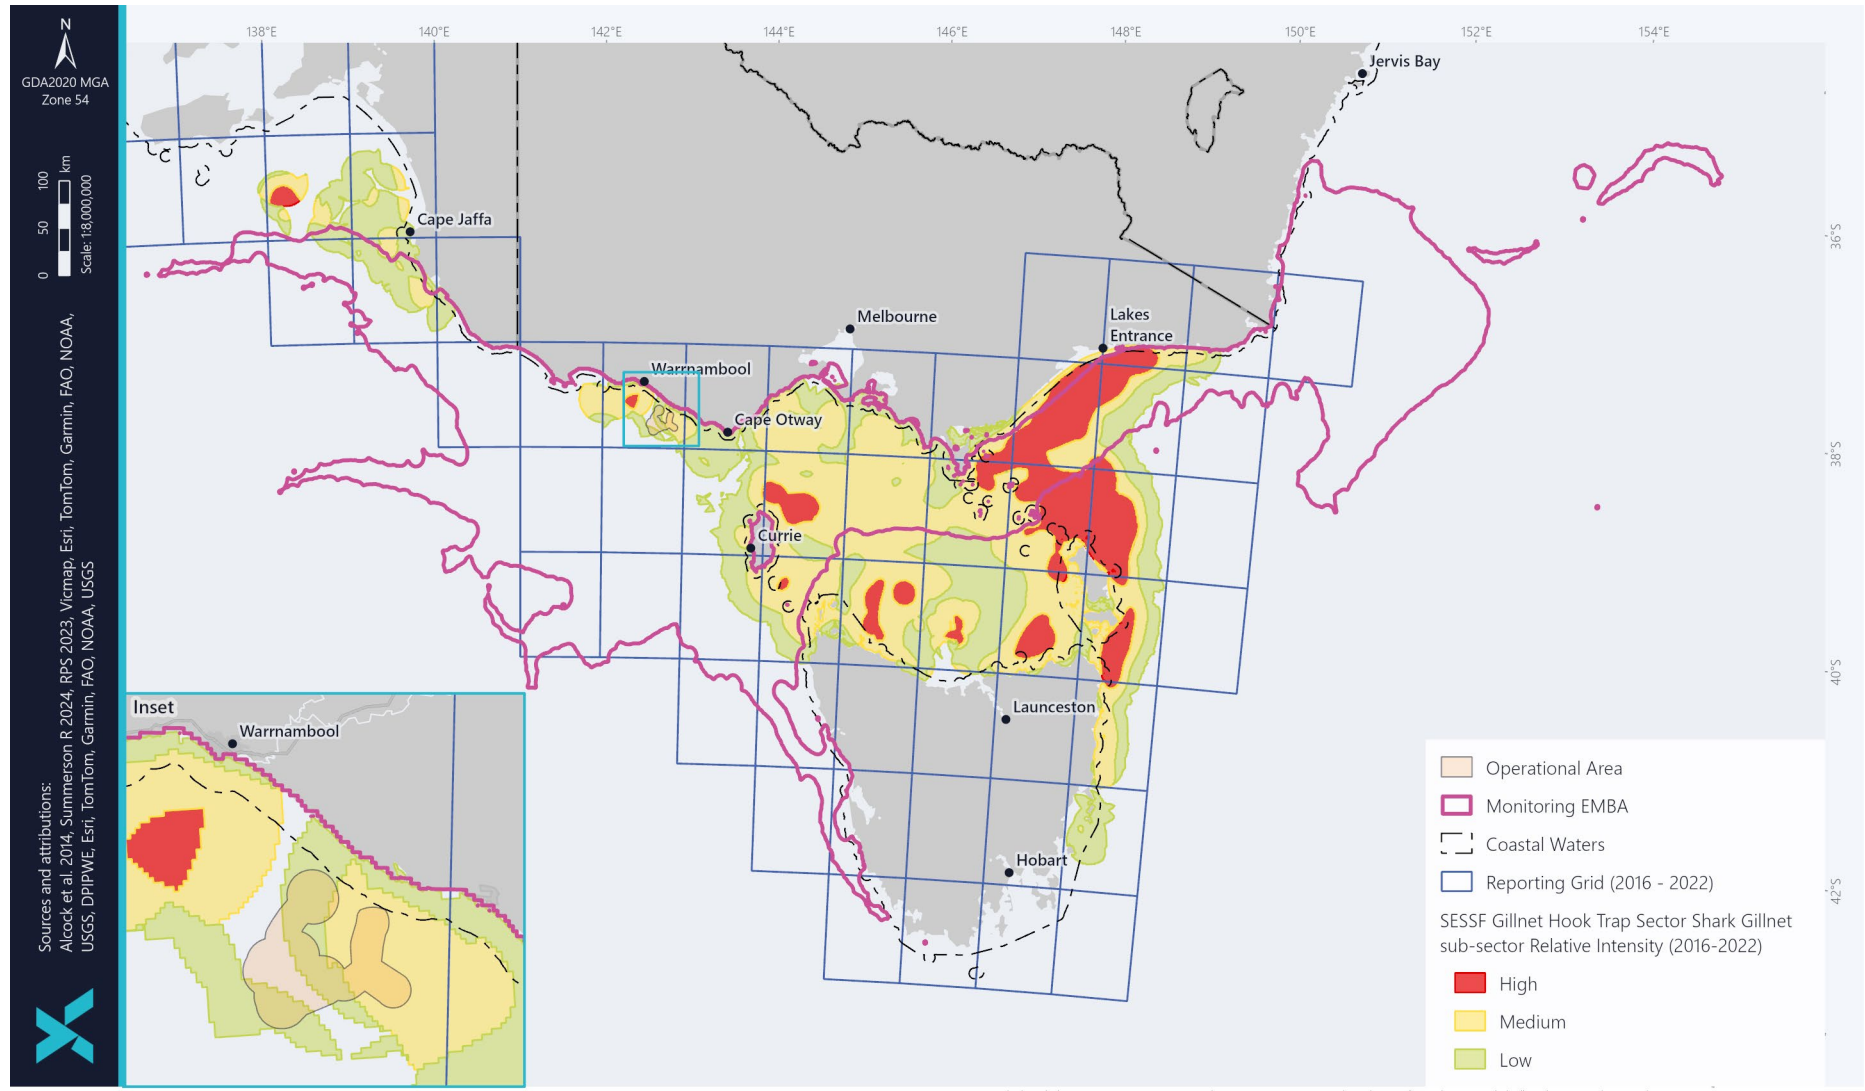 N
GDA2020 MGA
Zone 54
0 50 100 km
Scale: 1:8,000,000
Sources and attributions:
Alcock et al. 2014, Summerson R 2024, RPS 2023, Vicmap, Esri, TomTom, Garmin, FAO, NOAA,
USGS, DPIPWE, Esri, TomTom, Garmin, FAO, NOAA, USGS
138°E 140°E 142°E 144°E 146°E 148°E 150°E 152°E 154°E
Jervis Bay
Cape Jaffa
36°S
Melbourne
Lakes
Entrance
Warrnambool
Cape Otway
38°S
Currie
40°S
Launceston
Hobart
42°S
Inset
Warrnambool
Operational Area
Monitoring EMBA
Coastal Waters
Reporting Grid (2016 - 2022)
SESSF Gillnet Hook Trap Sector Shark Gillnet
sub-sector Relative Intensity (2016-2022)
High
Medium
Low